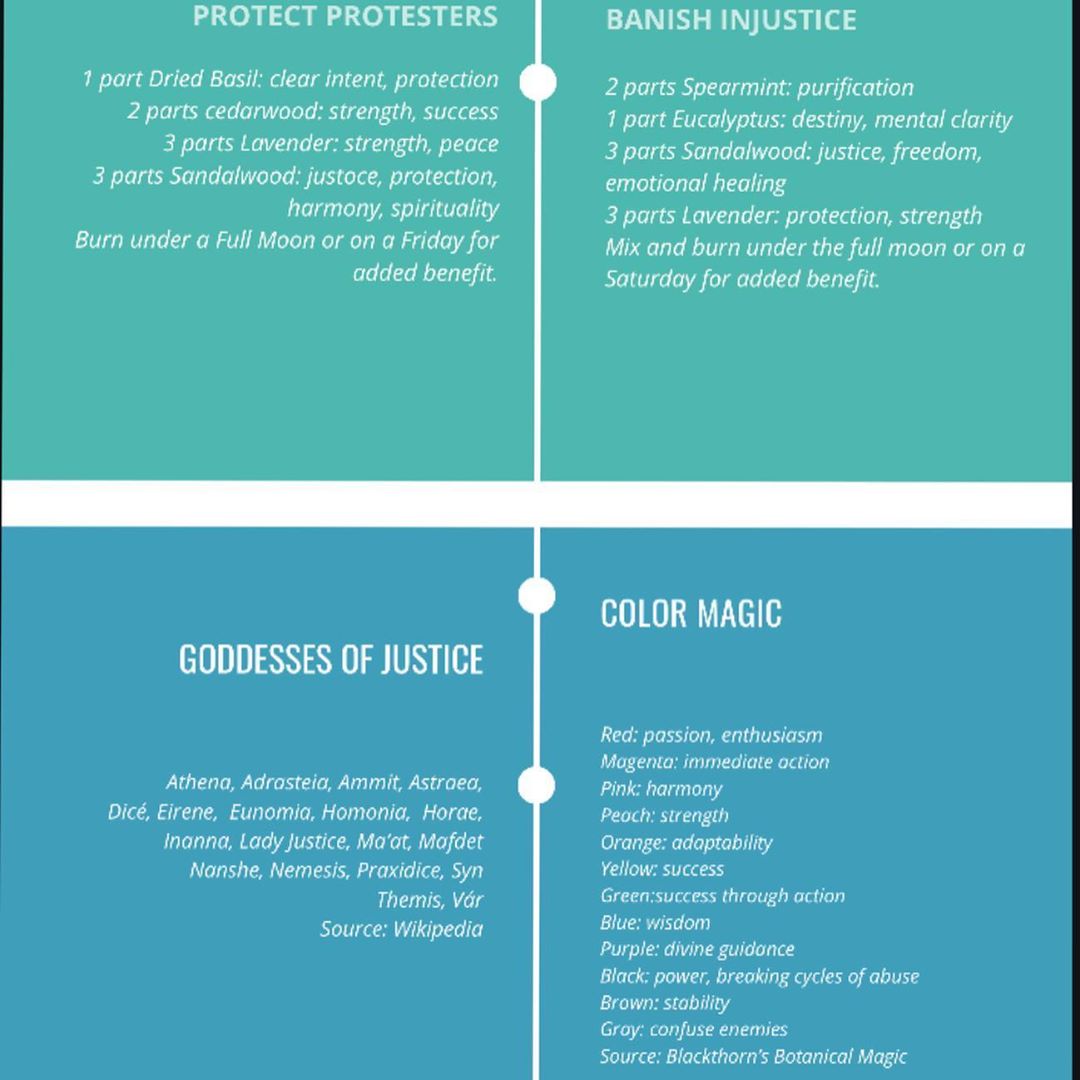 PROTECT PROTESTERS
1 part Dried Basil: clear intent, protection
2 parts cedarwood: strength, success
3 parts Lavender: strength, peace
3 parts Sandalwood: justoce, protection,
harmony, spirituality
Burn under a Full Moon or on a Friday for
added benefit.
BANISH INJUSTICE
2 parts Spearmint: purification
1 part Eucalyptus: destiny, mental clarity
3 parts Sandalwood: justice, freedom,
emotional healing
3 parts Lavender: protection, strength
Mix and burn under the full moon or on a
Saturday for added benefit.
GODDESSES OF JUSTICE
Athena, Adrasteia, Ammit, Astraea,
Dicé, Eirene, Eunomia, Homonia, Horae,
Inanna, Lady Justice, Ma'at, Mafdet
Nanshe, Nemesis, Praxidice, Syn
Themis, Vár
Source: Wikipedia
COLOR MAGIC
Red: passion, enthusiasm
Magenta: immediate action
Pink: harmony
Peach: strength
Orange: adaptability
Yellow: success
Green:success through action
Blue: wisdom
Purple: divine guidance
Black: power, breaking cycles of abuse
Brown: stability
Gray: confuse enemies
Source: Blackthorn's Botanical Magic